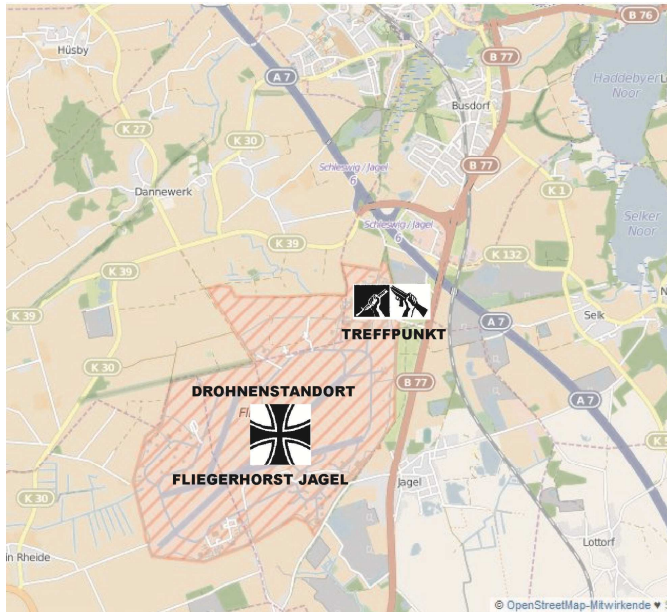 B 76
Hüsby
A 7
B 77
Haddebyer
Noor
Busdorf
K 27
K 30
Schleswig / Jagel
6
B 77
K 1
Dannewerk
Schleswig / Jagel
6
Selker
Noor
K 39
K 39
K 132
K 39
TREFFPUNKT
A 7
Selk
K 30
B 77
DROHNENSTANDORT
Fli
A 7
FLIEGERHORST JAGEL
K 30
Jagel
Lottorf
in Rheide
© OpenStreetMap-Mitwirkende